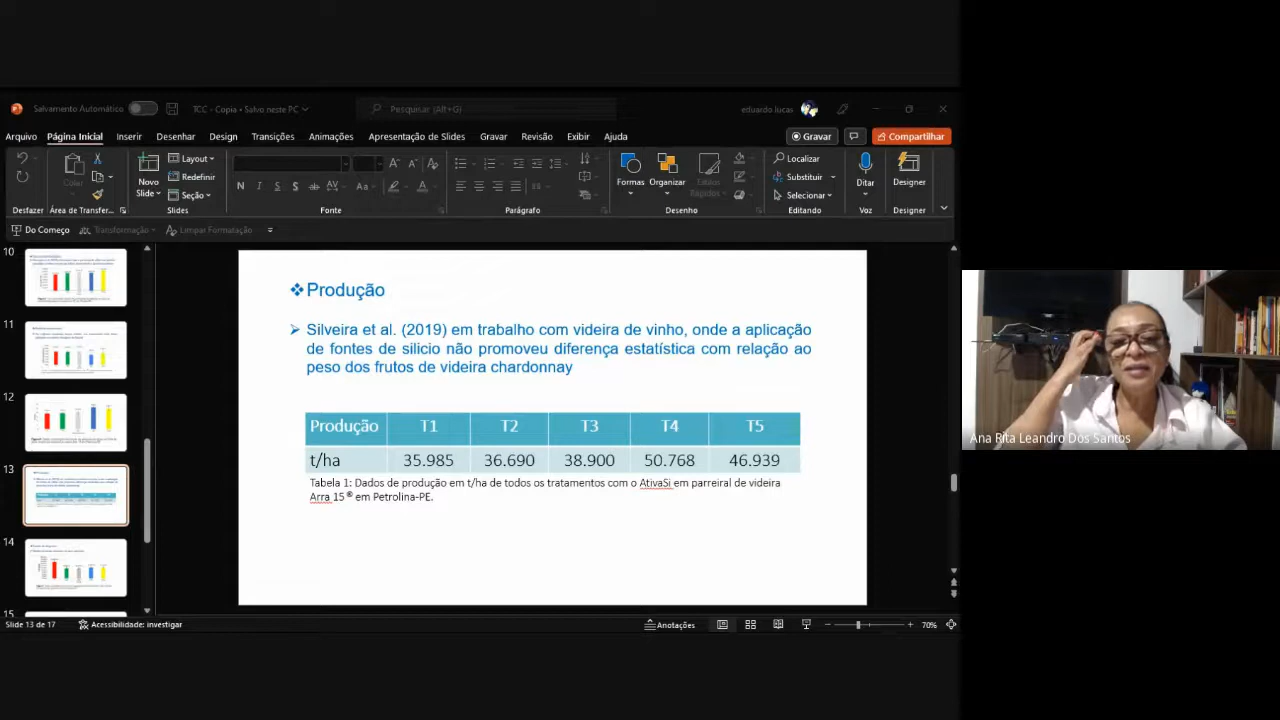 Salvamento Automático
TCC - Copia • Salvo neste PC
Pesquisar (Alt+G)
eduardo lucas
Arquivo
Página Inicial
Inserir
Desenhar
Design
Transições
Animações
Apresentação de Slides
Gravar
Revisão
Exibir
Ajuda
Gravar
Compartilhar
Layout
Redefinir
Seção
Colar
Novo
Slide
Formas
Organizar
Estilos
Rápidos
Localizar
Substituir
Selecionar
Ditar
Designer
Desfazer
Área de Transfer...
Slides
Fonte
Parágrafo
Desenho
Editando
Voz
Designer
Do Começo
Transformação
Limpar Formatação
10
11
12
13
14
15
❖Produção
➢ Silveira et al. (2019) em trabalho com videira de vinho, onde a aplicação
de fontes de silicio não promoveu diferença estatística com relação ao
peso dos frutos de videira chardonnay
Produção T1 T2 T3 T4 T5
t/ha 35.985 36.690 38.900 50.768 46.939
Tabela 1: Dados de produção em t/ha de todos os tratamentos com o AtivaSi em parreiral de videira
Arra 15® em Petrolina-PE.
Ana Rita Leandro Dos Santos
Slide 13 de 17
Acessibilidade: investigar
Anotações
70%